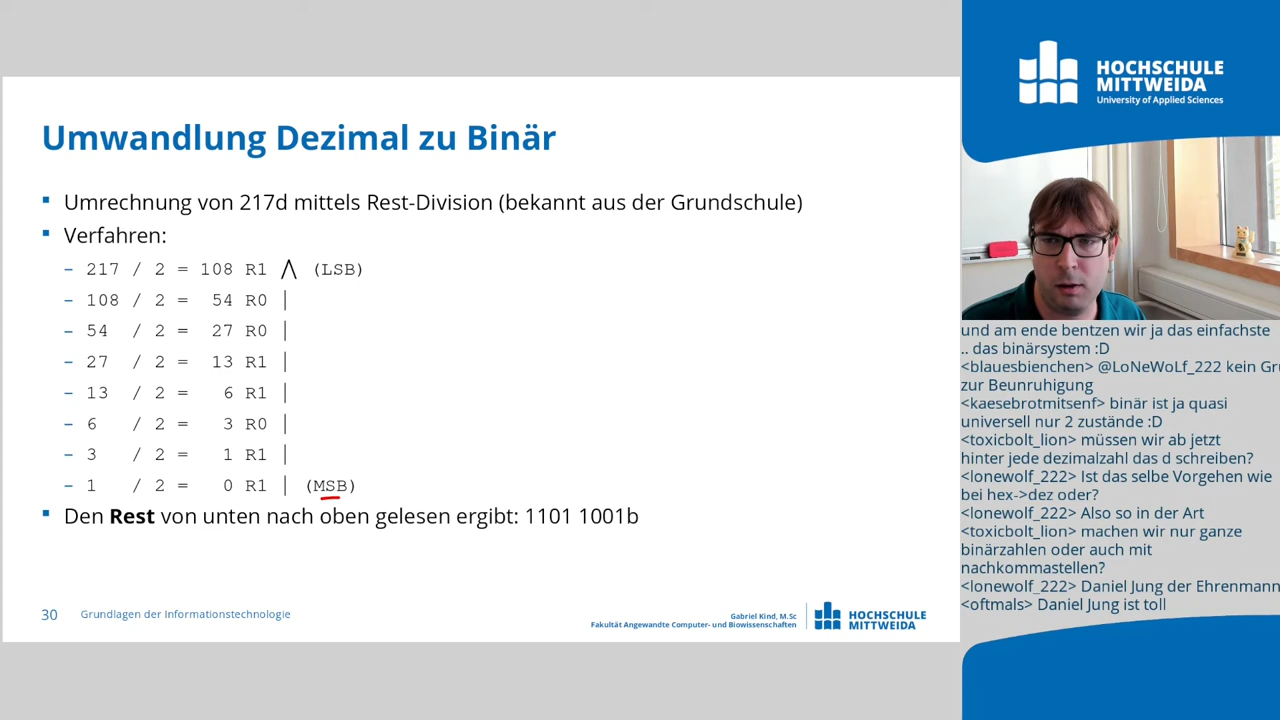 Umwandlung Dezimal zu Binär
▪ Umrechnung von 217d mittels Rest-Division (bekannt aus der Grundschule)
▪ Verfahren:
– 217 / 2 = 108 R1 /\ (LSB)
– 108 / 2 = 54 R0 |
– 54 / 2 = 27 R0 |
– 27 / 2 = 13 R1 |
– 13 / 2 = 6 R1 |
– 6 / 2 = 3 R0 |
– 3 / 2 = 1 R1 |
– 1 / 2 = 0 R1 | (MSB)
▪ Den Rest von unten nach oben gelesen ergibt: 1101 1001b
30 Grundlagen der Informationstechnologie
Gabriel Kind, M.Sc
Fakultät Angewandte Computer- und Biowissenschaften
HOCHSCHULE
MITTWEIDA
HOCHSCHULE
MITTWEIDA
University of Applied Sciences
und am ende bentzen wir ja das einfachste
.. das binärsystem :D
<blauesbienchen> @LoNeWoLf_222 kein Gru
zur Beunruhigung
<kaesebrotmitsenf> binär ist ja quasi
universell nur 2 zustände :D
<toxicbolt_lion> müssen wir ab jetzt
hinter jede dezimalzahl das d schreiben?
<lonewolf_222> Ist das selbe Vorgehen wie
bei hex->dez oder?
<lonewolf_222> Also so in der Art
<toxicbolt_lion> machen wir nur ganze
binärzahlen oder auch mit
nachkommastellen?
<lonewolf_222> Daniel Jung der Ehrenmann
<oftmals> Daniel Jung ist toll